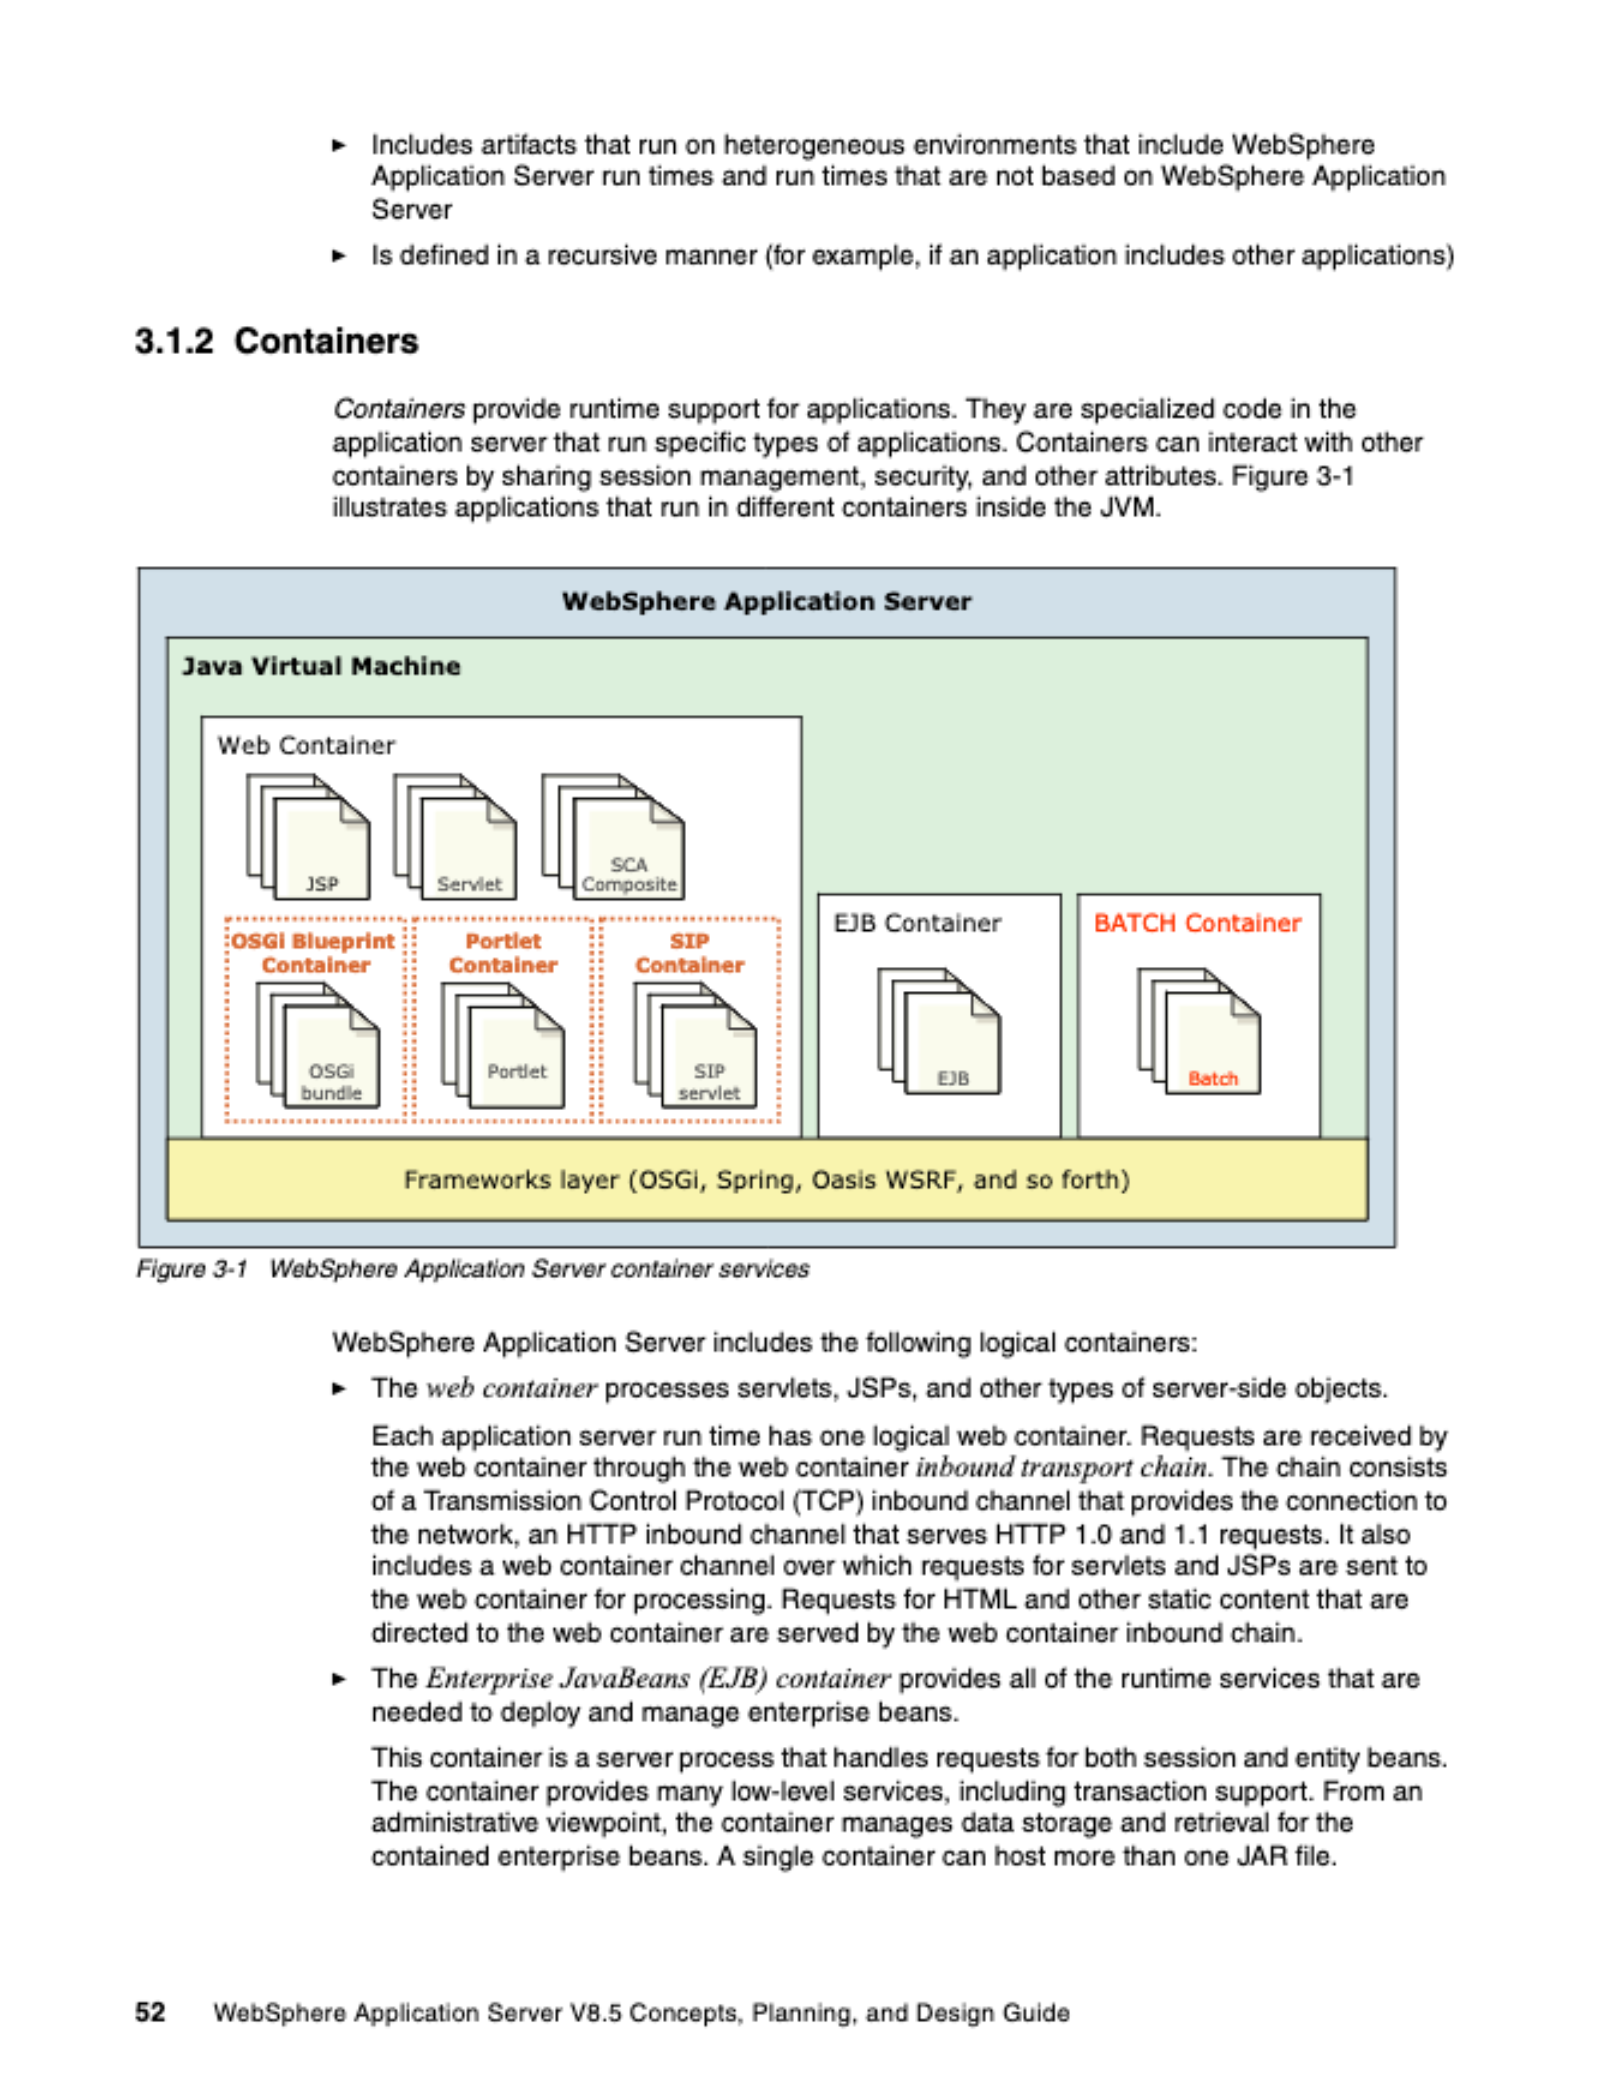 ► Includes artifacts that run on heterogeneous environments that include WebSphere
Application Server run times and run times that are not based on WebSphere Application
Server
► Is defined in a recursive manner (for example, if an application includes other applications)
3.1.2 Containers
Containers provide runtime support for applications. They are specialized code in the
application server that run specific types of applications. Containers can interact with other
containers by sharing session management, security, and other attributes. Figure 3-1
illustrates applications that run in different containers inside the JVM.
WebSphere Application Server
Java Virtual Machine
Web Container
JSP
Servlet
SCA
Composite
OSGi Blueprint
Container
OSGi
bundle
Portlet
Container
Portlet
SIP
Container
SIP
servlet
EJB Container
EJB
BATCH Container
Batch
Frameworks layer (OSGi, Spring, Oasis WSRF, and so forth)
Figure 3-1 WebSphere Application Server container services
WebSphere Application Server includes the following logical containers:
► The web container processes servlets, JSPs, and other types of server-side objects.
Each application server run time has one logical web container. Requests are received by
the web container through the web container inbound transport chain. The chain consists
of a Transmission Control Protocol (TCP) inbound channel that provides the connection to
the network, an HTTP inbound channel that serves HTTP 1.0 and 1.1 requests. It also
includes a web container channel over which requests for servlets and JSPs are sent to
the web container for processing. Requests for HTML and other static content that are
directed to the web container are served by the web container inbound chain.
► The Enterprise JavaBeans (EJB) container provides all of the runtime services that are
needed to deploy and manage enterprise beans.
This container is a server process that handles requests for both session and entity beans.
The container provides many low-level services, including transaction support. From an
administrative viewpoint, the container manages data storage and retrieval for the
contained enterprise beans. A single container can host more than one JAR file.
52 WebSphere Application Server V8.5 Concepts, Planning, and Design Guide